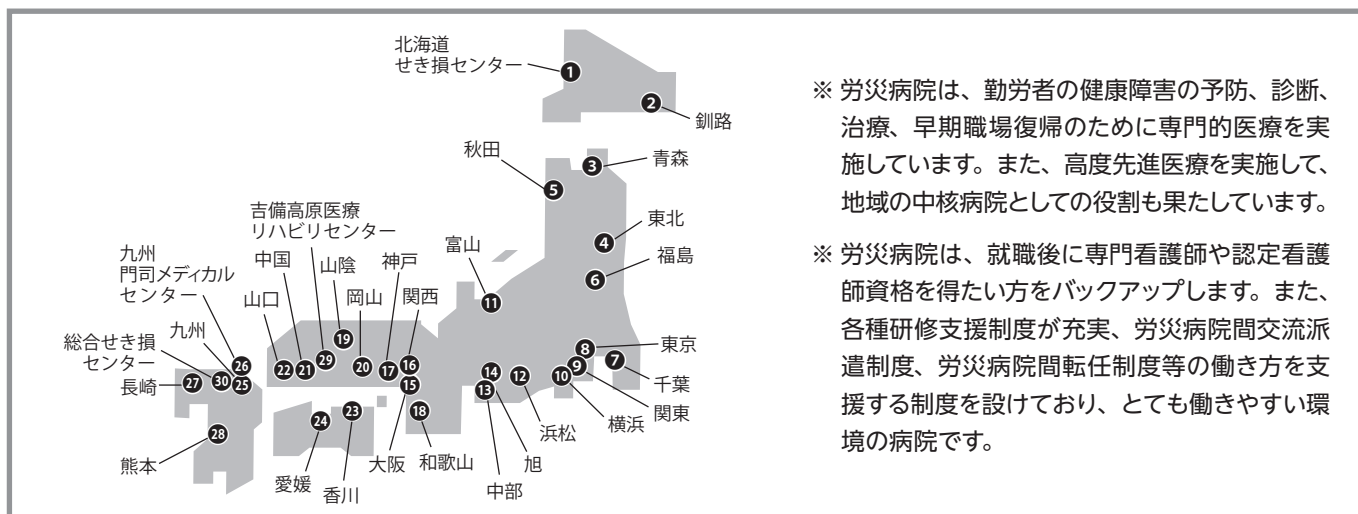 北海道
せき損センター
1
2
釧路
秋田
3
青森
5
吉備高原医療
リハビリセンター
東北
4
九州
門司メディカル
センター
中国
山陰
神戸
富山
福島
6
山口
岡山
関西
11
九州
総合せき損
センター
19
8
東京
26
22
21
29
20
17
16
14
12
10
9
7
千葉
長崎
27
30
25
15
13
関東
横浜
24
23
18
浜松
28
熊本
愛媛
香川
大阪
和歌山
中部
旭
※ 労災病院は、勤労者の健康障害の予防、診断、
治療、早期職場復帰のために専門的医療を実
施しています。また、高度先進医療を実施して、
地域の中核病院としての役割も果たしています。
※ 労災病院は、就職後に専門看護師や認定看護
師資格を得たい方をバックアップします。また、
各種研修支援制度が充実、労災病院間交流派
遣制度、労災病院間転任制度等の働き方を支
援する制度を設けており、とても働きやすい環
境の病院です。